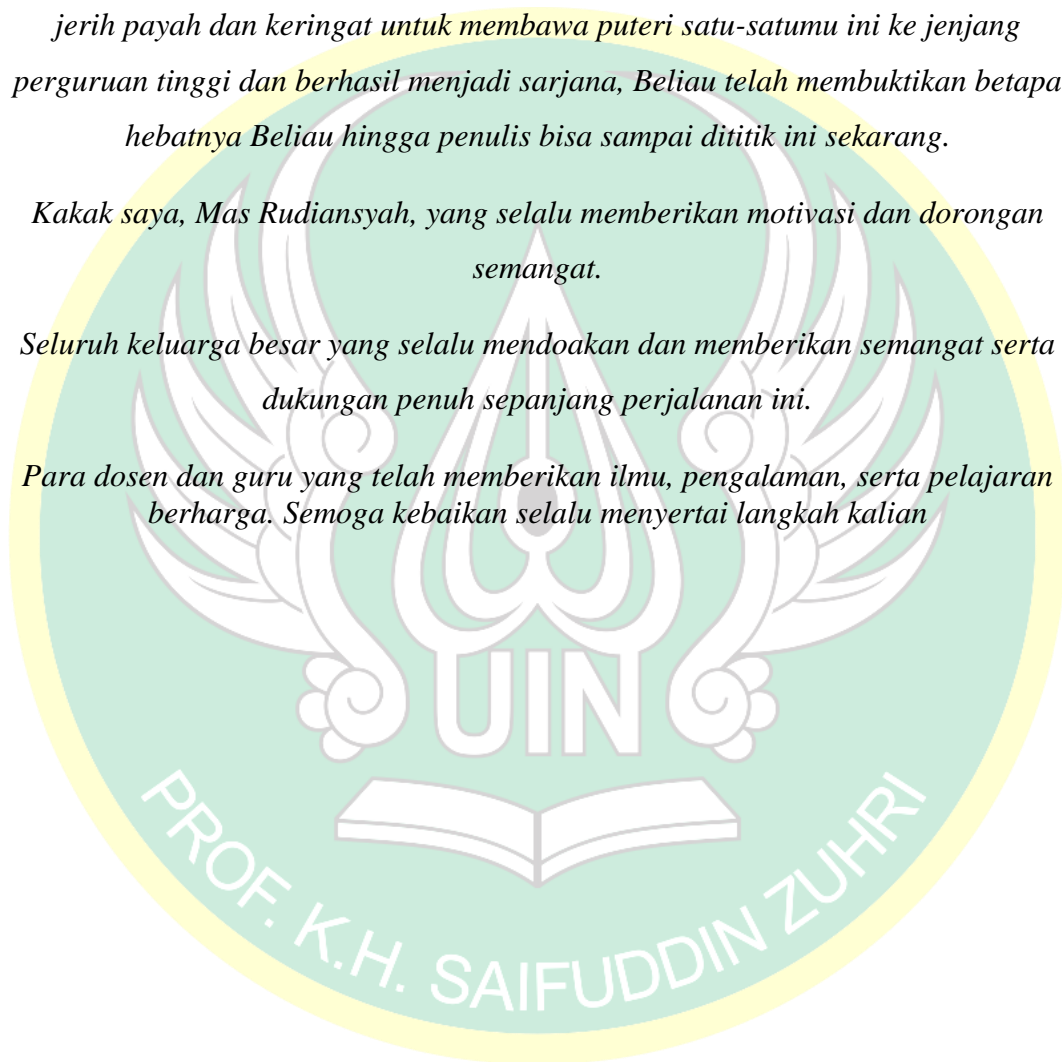 jerih payah dan keringat untuk membawa puteri satu-satumu ini ke jenjang
perguruan tinggi dan berhasil menjadi sarjana, Beliau telah membuktikan betapa
hebatnya Beliau hingga penulis bisa sampai dititik ini sekarang.
Kakak saya, Mas Rudiansyah, yang selalu memberikan motivasi dan dorongan
semangat.
Seluruh keluarga besar yang selalu mendoakan dan memberikan semangat serta
dukungan penuh sepanjang perjalanan ini.
Para dosen dan guru yang telah memberikan ilmu, pengalaman, serta pelajaran
berharga. Semoga kebaikan selalu menyertai langkah kalian
UIN
PROF. K.H. SAIFUDDIN ZUHRI